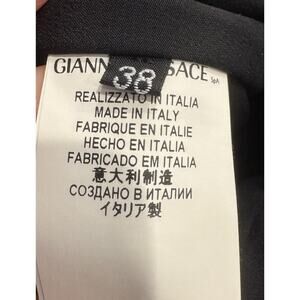 GIANN SACE SpA
38
REALIZZATO IN ITALIA
MADE IN ITALY
FABRIQUE EN ITALIE
HECHO EN ITALIA
FABRICADO EM ITALIA
意大利制造
СОЗДАНО В ИТАЛИИ
イタリア製